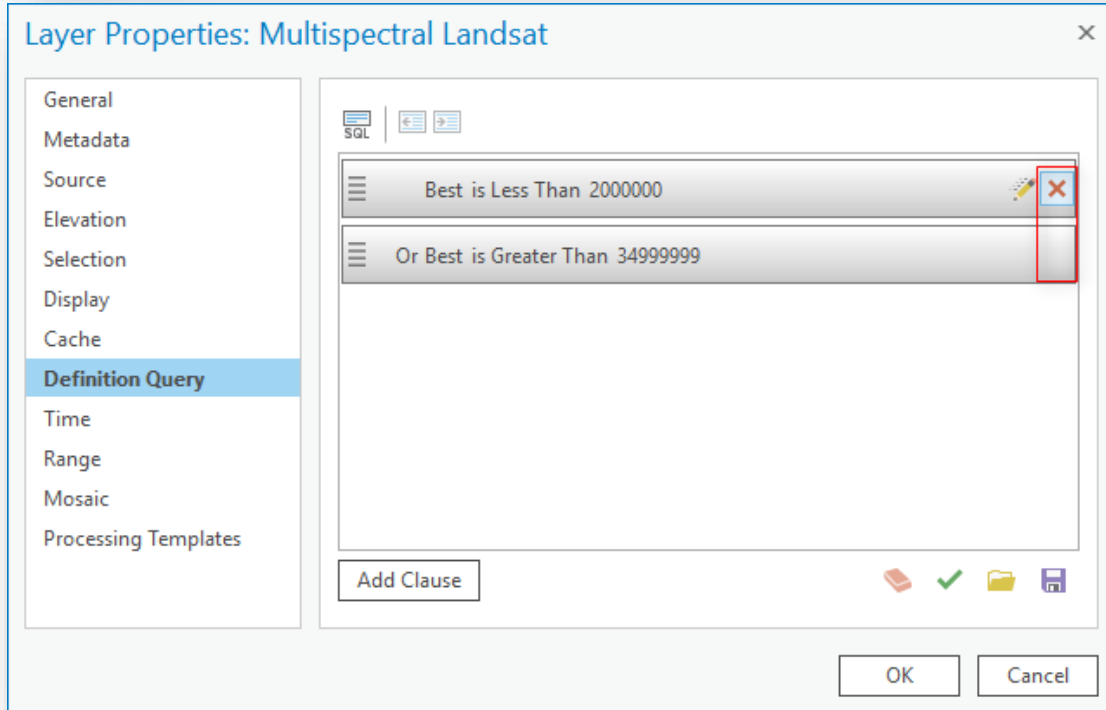 Layer Properties: Multispectral Landsat
General
Metadata
Source
Elevation
Selection
Display
Cache
Definition Query
Time
Range
Mosaic
Processing Templates
SQL
Best is Less Than 2000000
Or Best is Greater Than 34999999
Add Clause
OK
Cancel